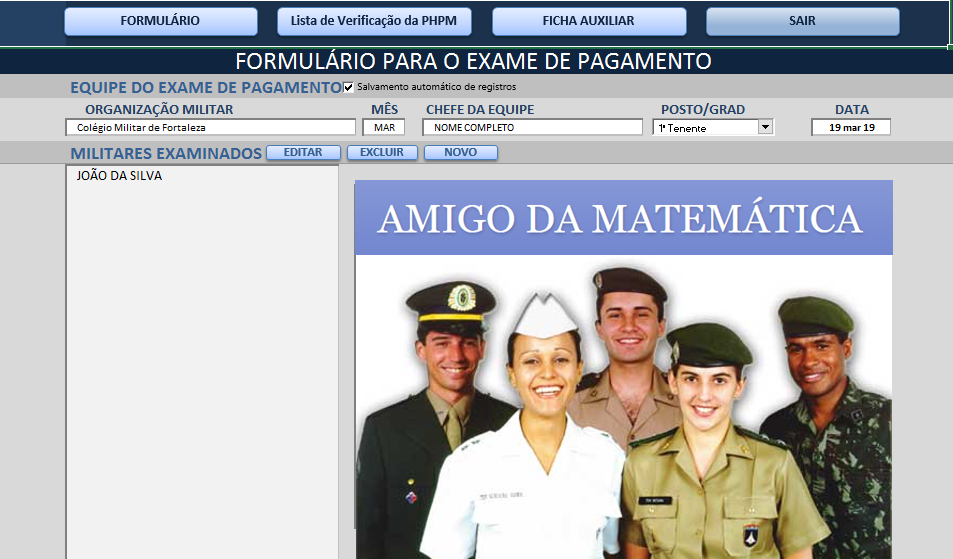 FORMULÁRIO
Lista de Verificação da PHPM
FICHA AUXILIAR
SAIR
FORMULÁRIO PARA O EXAME DE PAGAMENTO
EQUIPE DO EXAME DE PAGAMENTO Salvamento automático de registros
ORGANIZAÇÃO MILITAR MÊS CHEFE DA EQUIPE POSTO/GRAD DATA
Colégio Militar de Fortaleza MAR NOME COMPLETO 1º Tenente 19 mar 19
MILITARES EXAMINADOS EDITAR EXCLUIR NOVO
JOÃO DA SILVA
AMIGO DA MATEMÁTICA